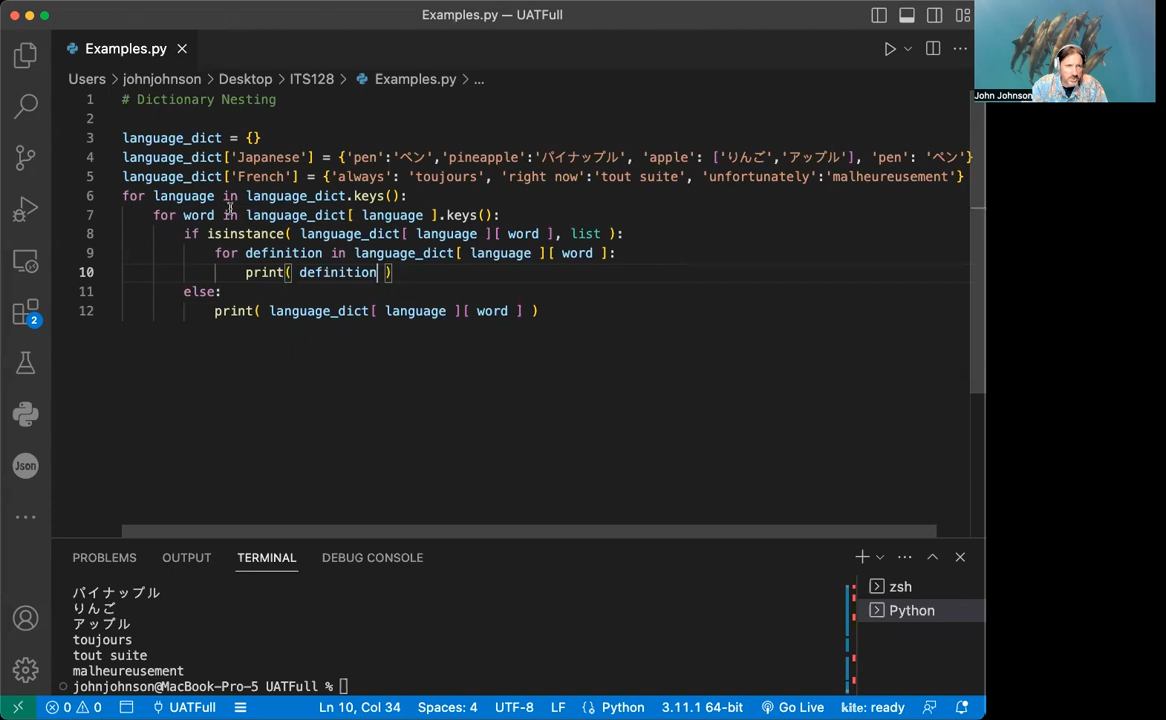 Examples.py — UATFull
Examples.py
Users > johnjohnson > Desktop > ITS128 > Examples.py > ...
John Johnson
1 # Dictionary Nesting
2
3 language_dict = {}
4 language_dict['Japanese'] = {'pen':'ペン','pineapple':'パイナップル', 'apple': ['りんご','アップル'], 'pen': 'ペン'}
5 language_dict['French'] = {'always': 'toujours', 'right now':'tout suite', 'unfortunately':'malheureusement'}
6 for language in language_dict.keys():
7 for word in language_dict[ language ].keys():
8 if isinstance( language_dict[ language ][ word ], list ):
9 for definition in language_dict[ language ][ word ]:
10 print( definition )
11 else:
12 print( language_dict[ language ][ word ] )
Json
2
PROBLEMS OUTPUT TERMINAL DEBUG CONSOLE
zsh
Python
パイナップル
りんご
アップル
toujours
tout suite
malheureusement
johnjohnson@MacBook-Pro-5 UATFull %
0 0 UATFull Ln 10, Col 34 Spaces: 4 UTF-8 LF Python 3.11.1 64-bit Go Live kite: ready